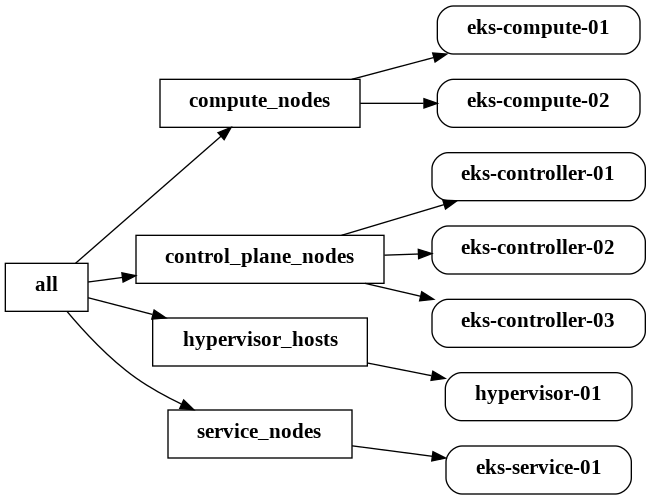 all
compute_nodes
control_plane_nodes
hypervisor_hosts
service_nodes
eks-compute-01
eks-compute-02
eks-controller-01
eks-controller-02
eks-controller-03
hypervisor-01
eks-service-01